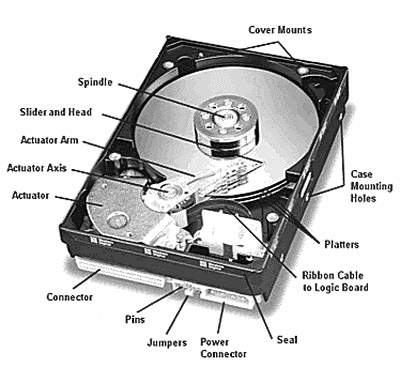 Cover Mounts
Spindle
Slider and Head
Actuator Arm
Actuator Axis
Actuator
Case
Mounting
Holes
Platters
Ribbon Cable
to Logic Board
Connector
Pins
Seal
Jumpers
Power
Connector